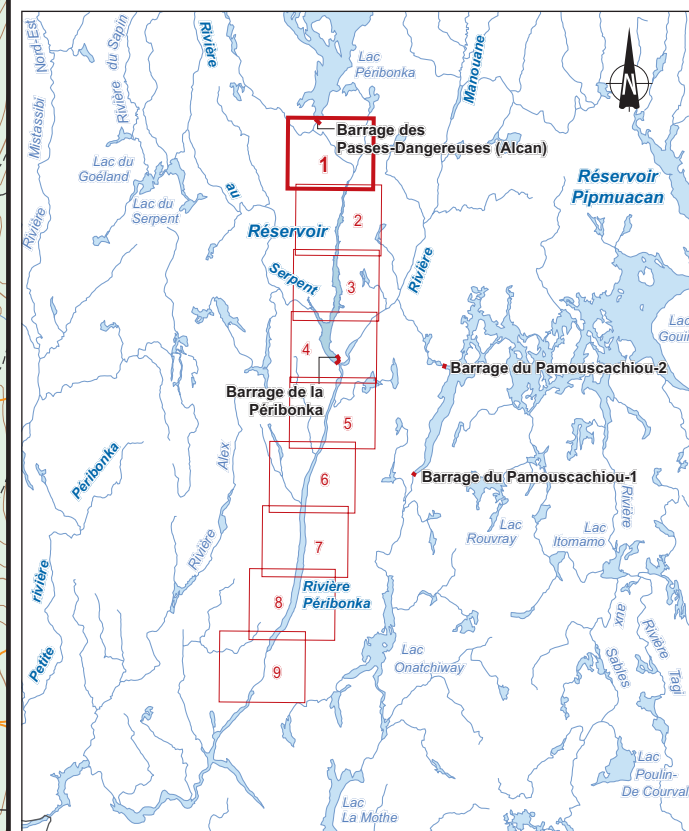 Lac
Péribonka
N
Rivière
au
Serpent
Rivière du Sapin
Mistassibi Nord-Est
Rivière
Manouane
Rivière
Barrage des
Passes-Dangereuses (Alcan)
1
Lac du
Goéland
Lac du
Serpent
Réservoir
Pipmuacan
2
Réservoir
3
4
Lac
Gouin
Barrage du Pamouscachiou-2
Barrage de la
Péribonka
5
Barrage du Pamouscachiou-1
6
Petite
rivière
Péribonka
Rivière
Alex
Lac
Rouvray
Lac
Itomamo
Rivière
aux
Sables
7
Rivière
Péribonka
8
Rivière
Tagi
9
Lac
Onatchiway
Lac
Poulin-
De Courval
Lac
La Mothe